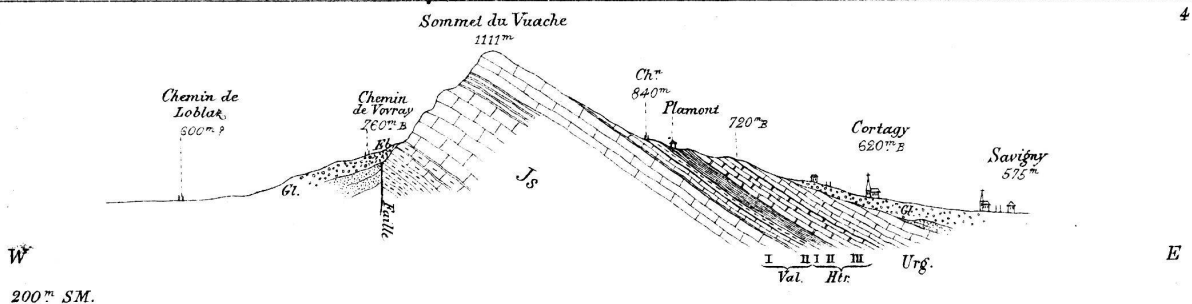 4
Sommet du Vuache
1111m
Chemin de
Loblaz
600m?
Chemin
de Vovray
760m B
Chn
840m
Plamont
720m B
Cortagy
620m B
Savigny
575m
Eb.
Gl.
Faille
Js
Gl.
I II I II III
Val. Htr.
Urg.
W
E
200m SM.